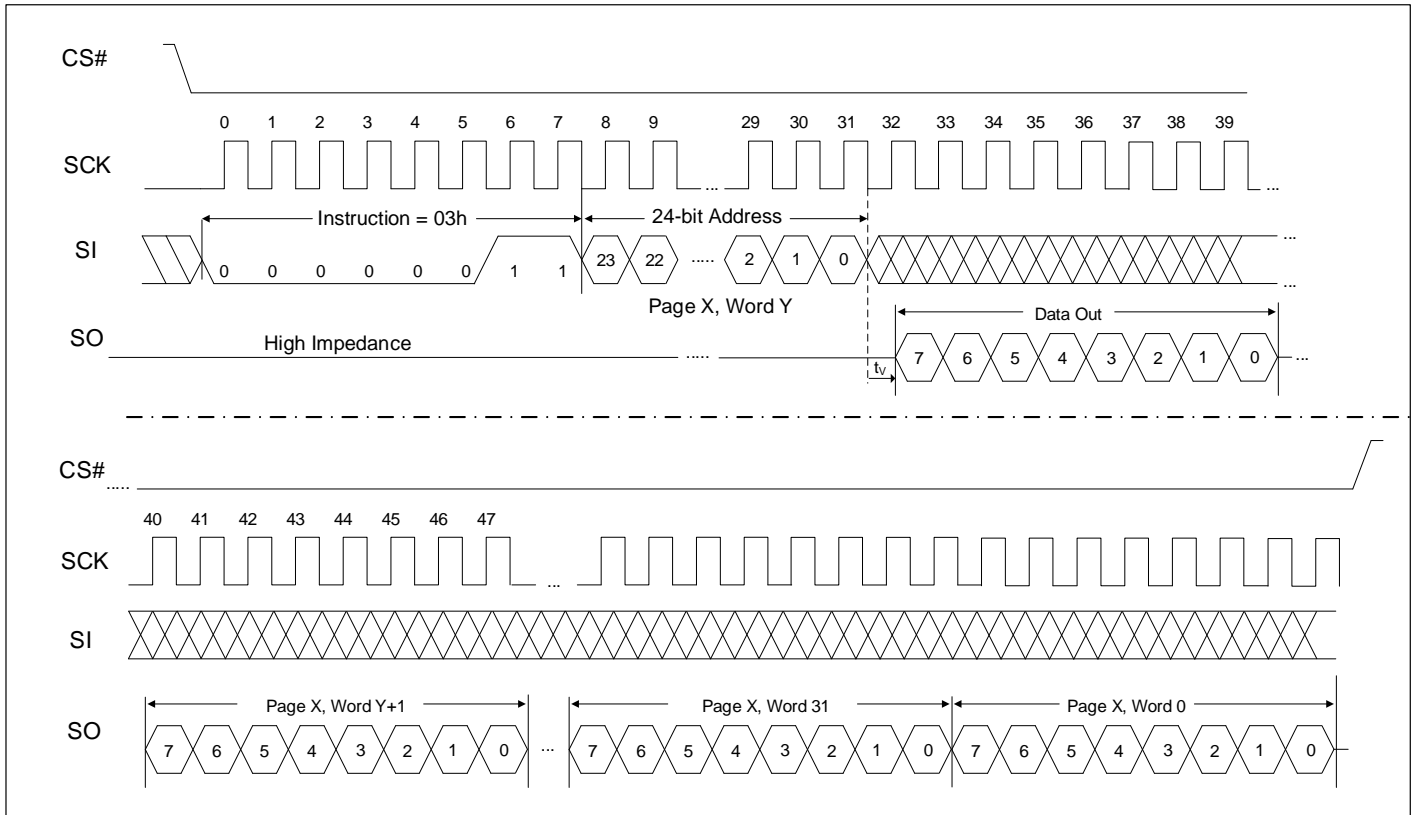 CS#
0 1 2 3 4 5 6 7 8 9 29 30 31 32 33 34 35 36 37 38 39
SCK
... ...
Instruction = 03h 24-bit Address
SI
...
0 0 0 0 0 0 1 1 23 22 ..... 2 1 0
...
Page X, Word Y
Data Out
SO
High Impedance .....
7 6 5 4 3 2 1 0 ...
tV
CS#
.....
40 41 42 43 44 45 46 47
SCK
...
SI
Page X, Word Y+1 Page X, Word 31 Page X, Word 0
SO
7 6 5 4 3 2 1 0 ... 7 6 5 4 3 2 1 0 7 6 5 4 3 2 1 0